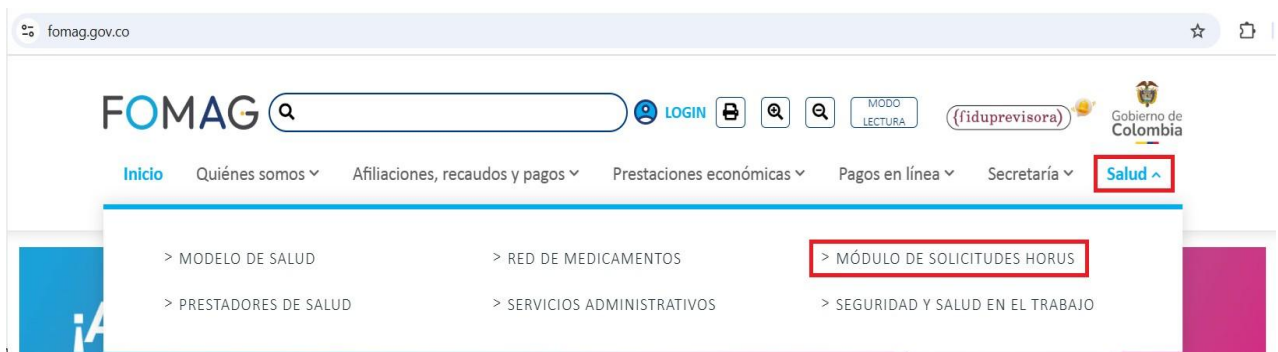 fomag.gov.co
FOMAG
LOGIN
MODO
LECTURA
{fiduprevisora}
Gobierno de
Colombia
Inicio Quiénes somos Afiliaciones, recaudos y pagos Prestaciones económicas Pagos en línea Secretaría Salud
> MODELO DE SALUD > RED DE MEDICAMENTOS > MÓDULO DE SOLICITUDES HORUS
> PRESTADORES DE SALUD > SERVICIOS ADMINISTRATIVOS > SEGURIDAD Y SALUD EN EL TRABAJO
¡A